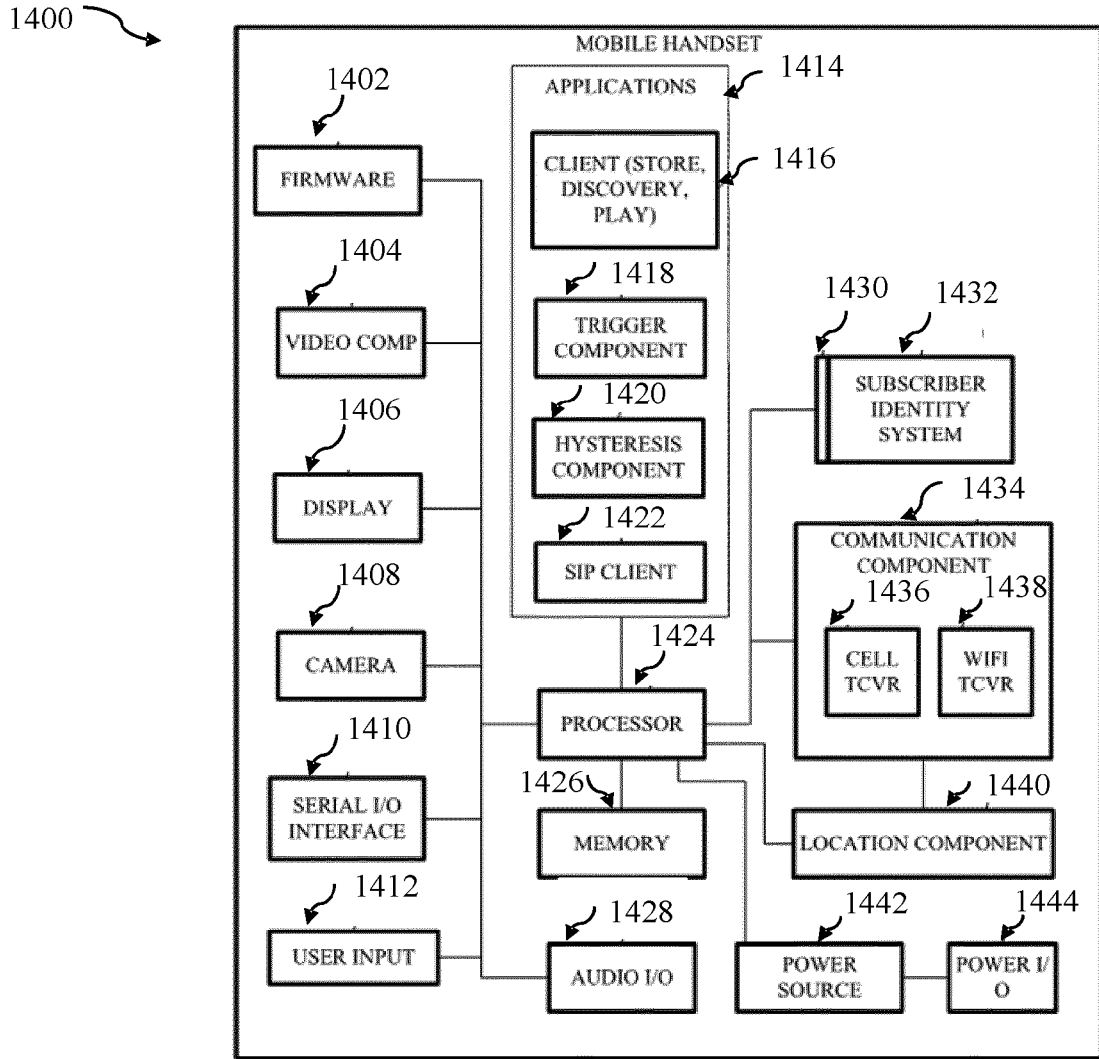 1400
MOBILE HANDSET
1402
FIRMWARE
1404
VIDEO COMP
1406
DISPLAY
1408
CAMERA
1410
SERIAL I/O
INTERFACE
1412
USER INPUT
1414
APPLICATIONS
1416
CLIENT (STORE,
DISCOVERY,
PLAY)
1418
TRIGGER
COMPONENT
1420
HYSTERESIS
COMPONENT
1422
SIP CLIENT
1424
PROCESSOR
1426
MEMORY
1428
AUDIO I/O
1430
1432
SUBSCRIBER
IDENTITY
SYSTEM
1434
COMMUNICATION
COMPONENT
1436
CELL
TCVR
1438
WIFI
TCVR
1440
LOCATION COMPONENT
1442
POWER
SOURCE
1444
POWER I/
O